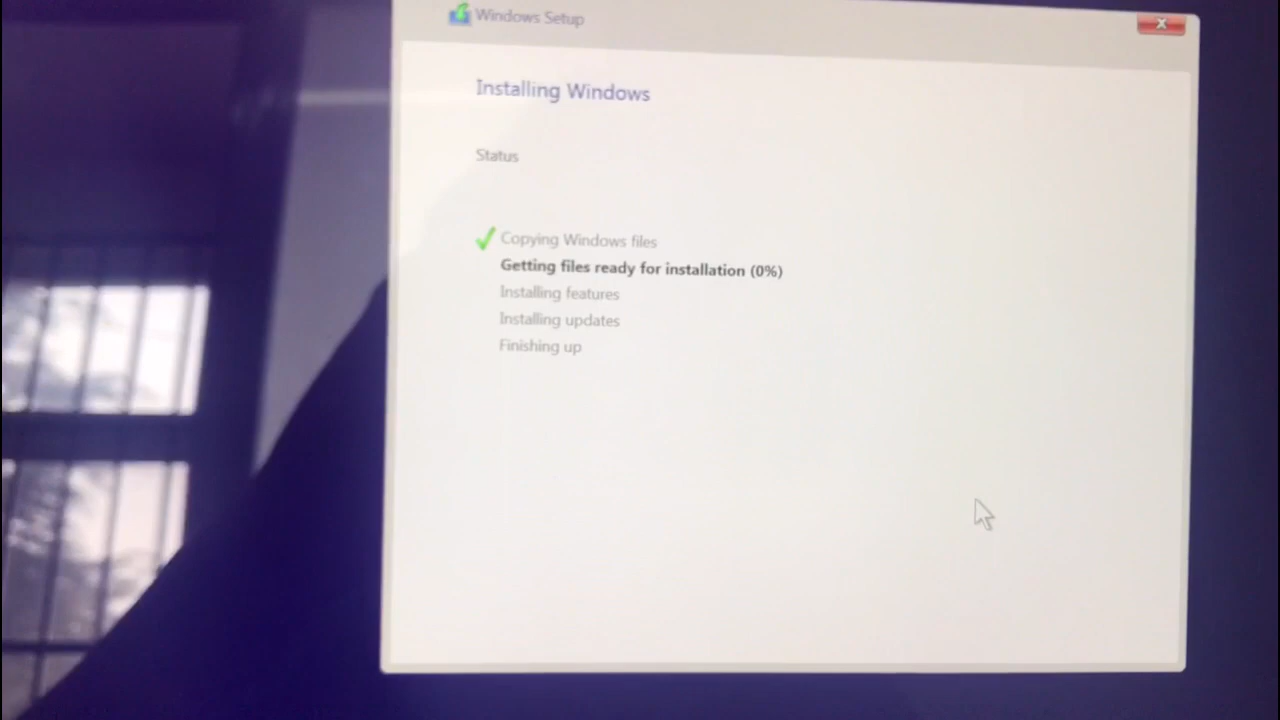 Windows Setup
Installing Windows
Status
Copying Windows files
Getting files ready for installation (0%)
Installing features
Installing updates
Finishing up